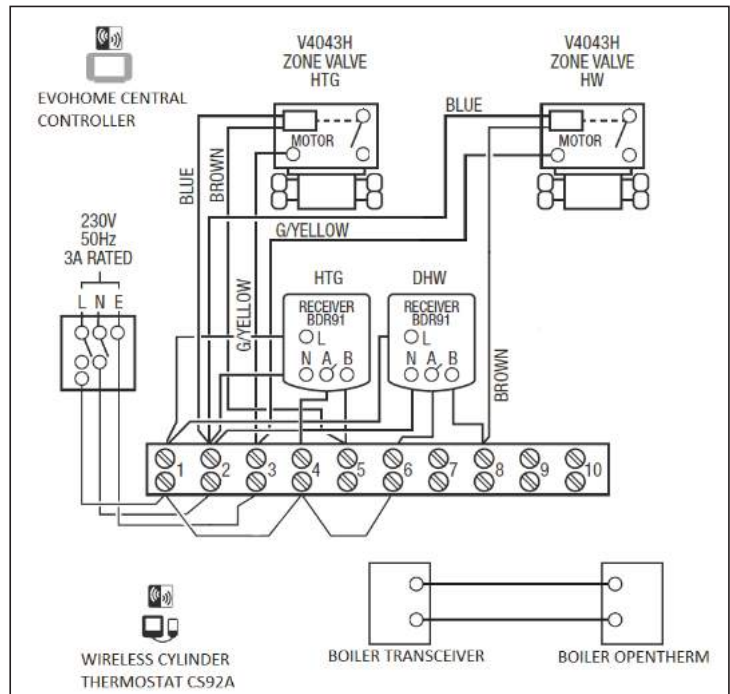 EVOHOME CENTRAL
CONTROLLER
V4043H
ZONE VALVE
HTG
MOTOR
V4043H
ZONE VALVE
HW
MOTOR
BLUE
BLUE
BROWN
G/YELLOW
G/YELLOW
BROWN
230V
50Hz
3A RATED
L N E
HTG
RECEIVER
BDR91
L
N A B
DHW
RECEIVER
BDR91
L
N A B
1 2 3 4 5 6 7 8 9 10
WIRELESS CYLINDER
THERMOSTAT CS92A
BOILER TRANSCEIVER
BOILER OPENTHERM